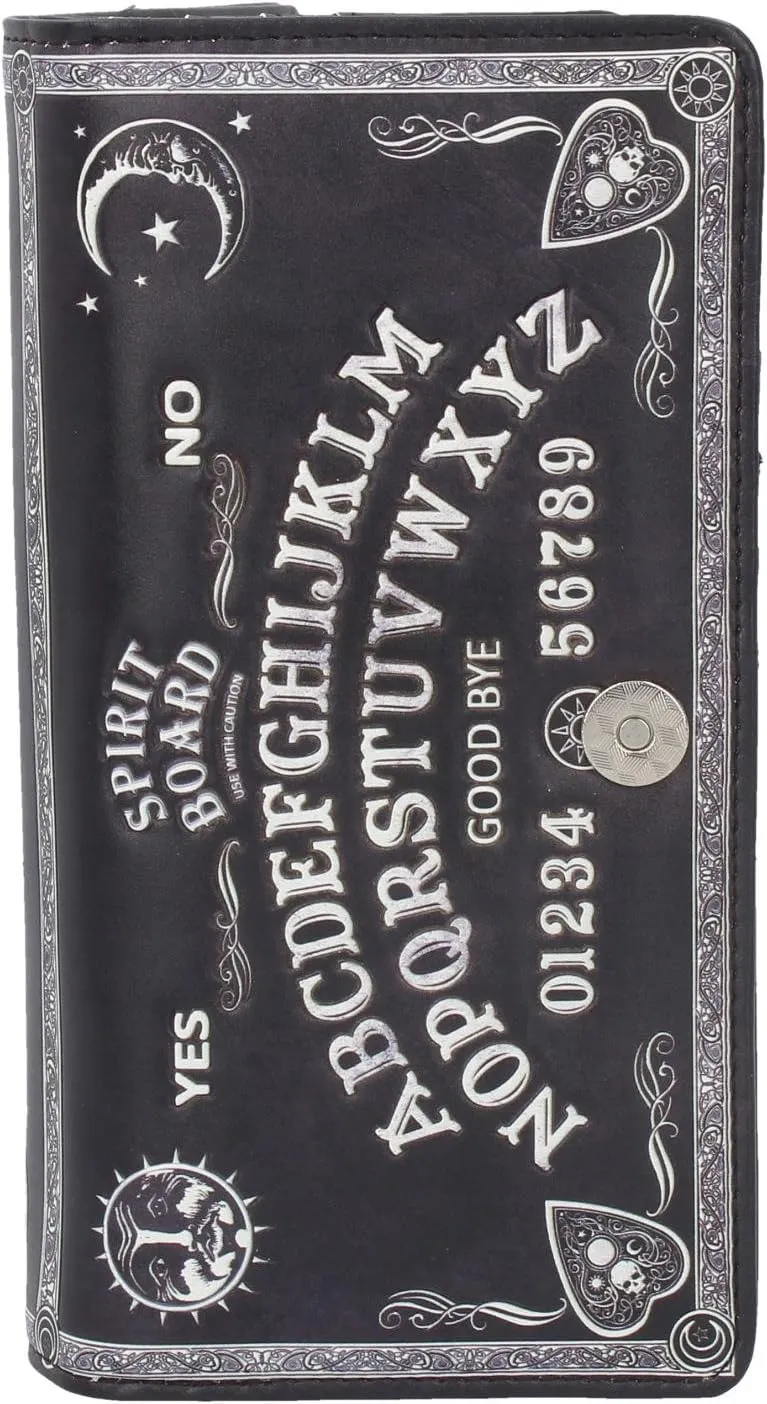 YES
NO
SPIRIT
BOARD
USE WITH CAUTION
ABCDEFGHIJKLM
NOPQRSTUVWXYZ
GOOD BYE
01234 56789